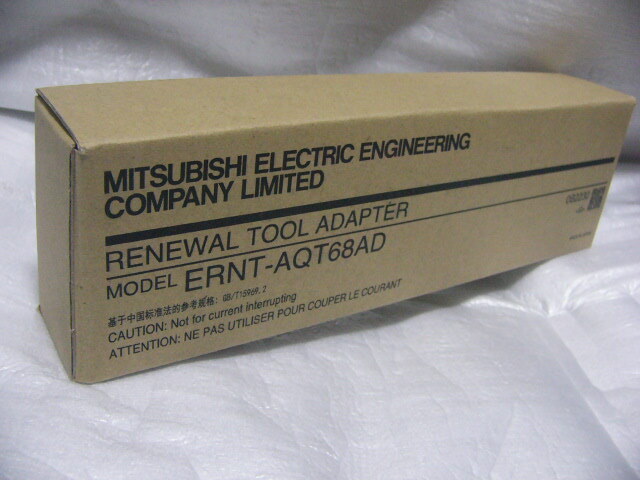 MITSUBISHI ELECTRIC ENGINEERING
COMPANY LIMITED
RENEWAL TOOL ADAPTER
MODEL ERNT-AQT68AD
基于中国标准法的参考规格: GB/T15969.2
CAUTION: Not for current interrupting
ATTENTION: NE PAS UTILISER POUR COUPER LE COURANT